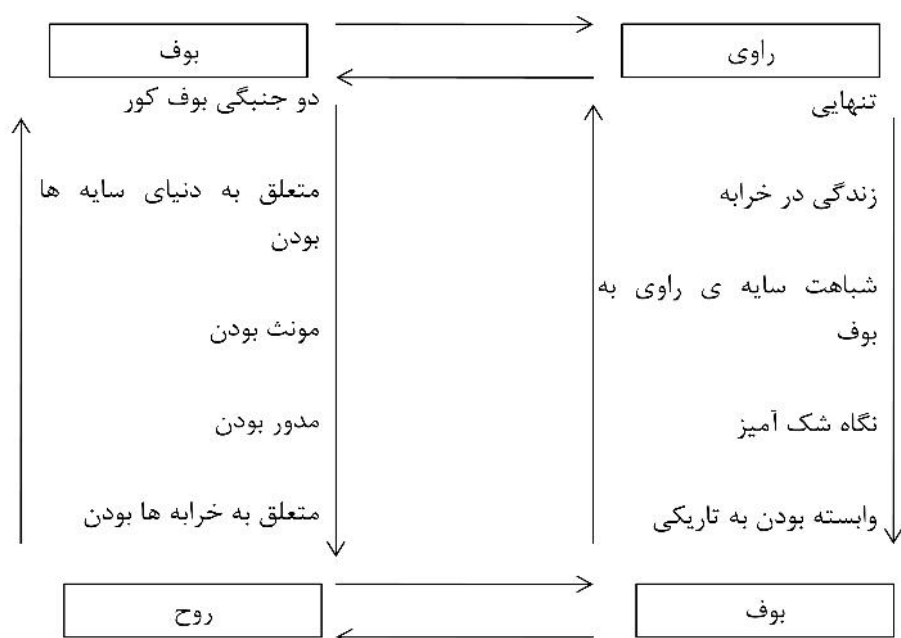 راوی
تنهایی
زندگی در خرابه
شباهت سایه ی راوی به
بوف
نگاه شک آمیز
وابسته بودن به تاریکی
بوف
بوف
دو جنبگی بوف کور
متعلق به دنیای سایه ها
بودن
مونث بودن
مدور بودن
متعلق به خرابه ها بودن
روح